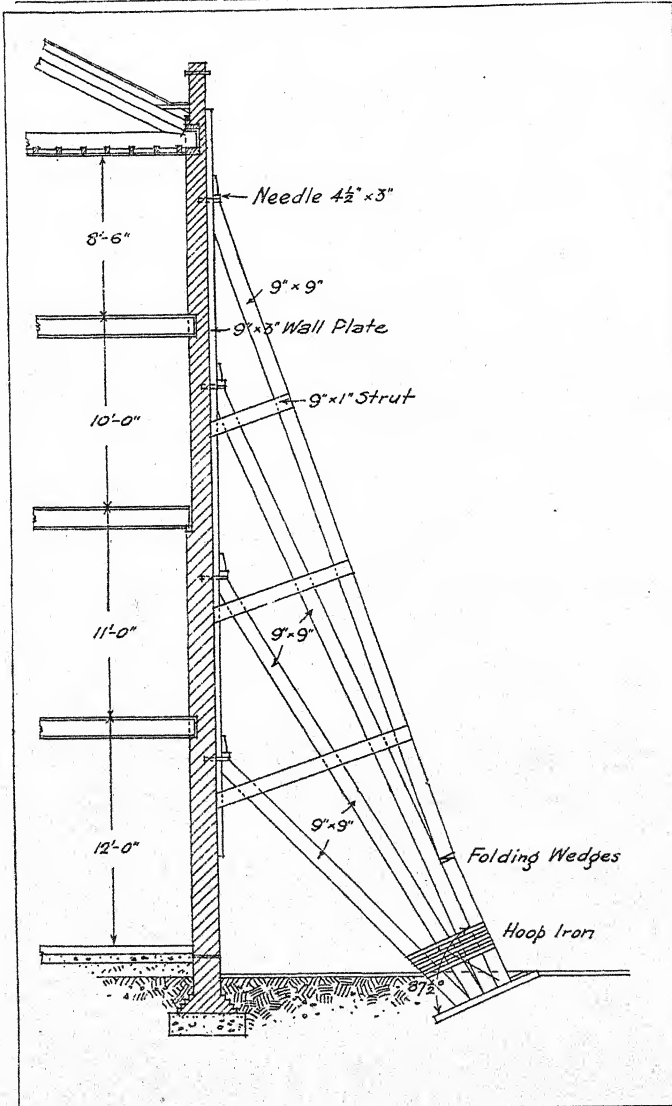 Needle 4½" × 3"
8'-6"
9" × 9"
9" × 3" Wall Plate
9" × 1" Strut
10'-0"
11'-0"
9" × 9"
9" × 9"
12'-0"
Folding Wedges
Hoop Iron
87½°